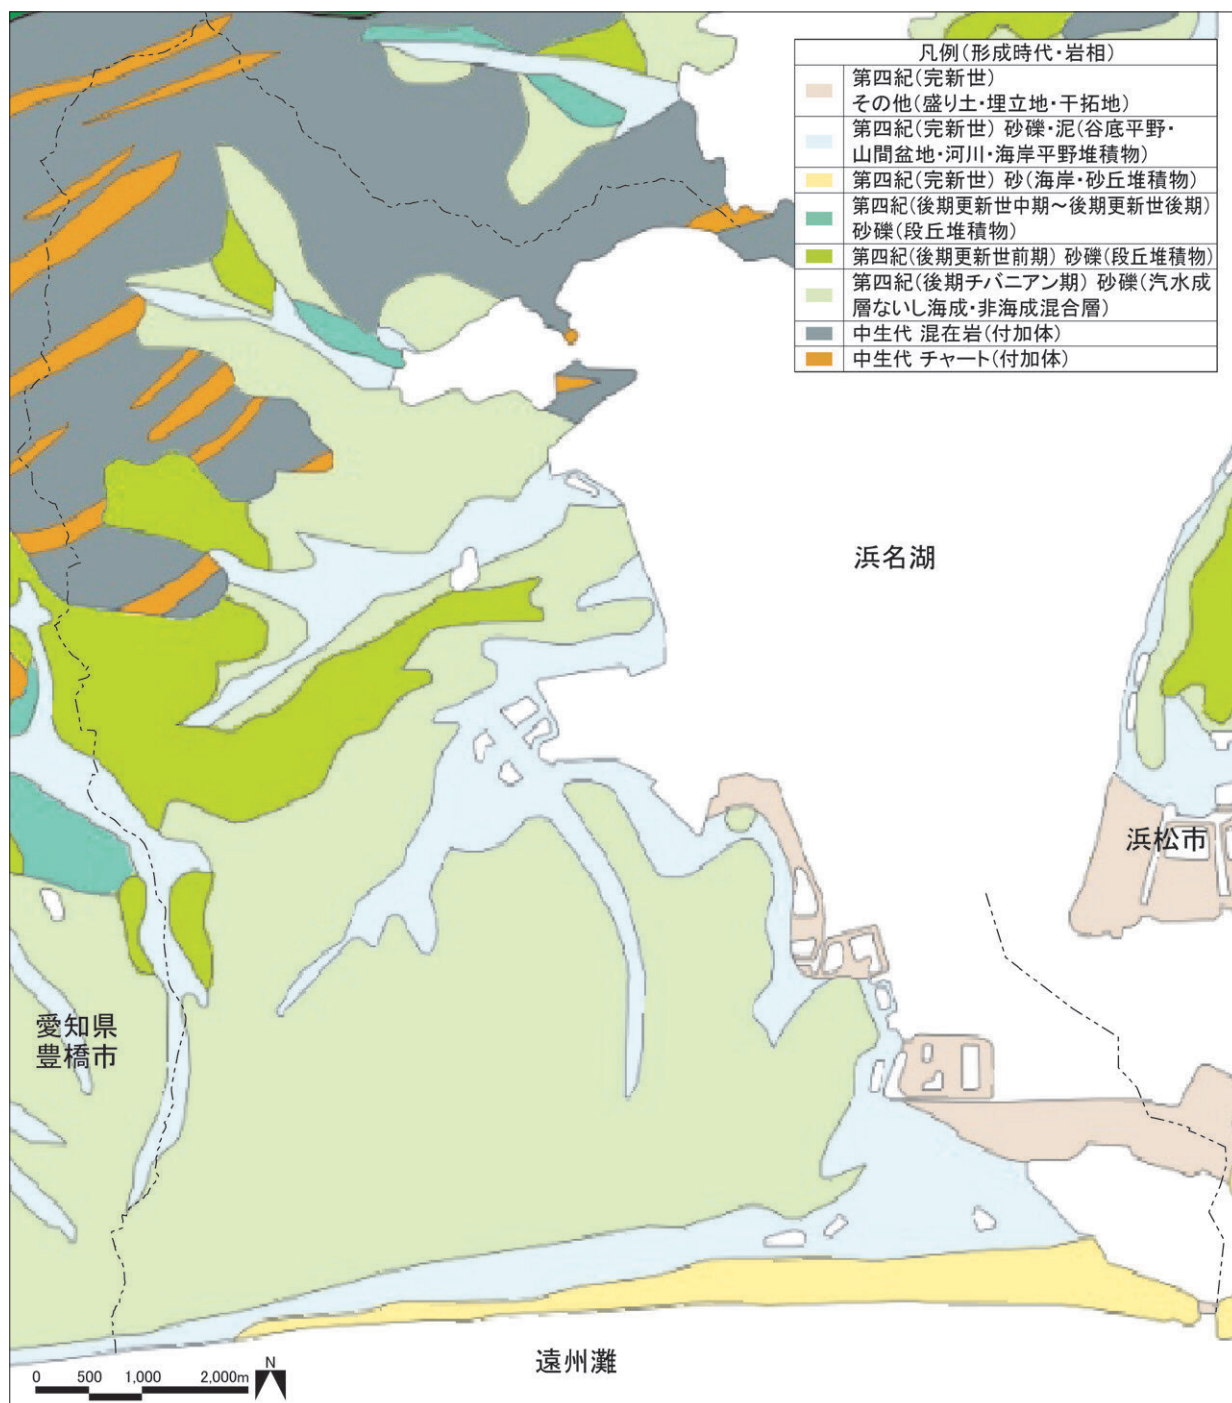 凡例(形成時代・岩相)
第四紀(完新世)
その他(盛り土・埋立地・干拓地)
第四紀(完新世) 砂礫・泥(谷底平野・
山間盆地・河川・海岸平野堆積物)
第四紀(完新世) 砂(海岸・砂丘堆積物)
第四紀(後期更新世中期～後期更新世後期)
砂礫(段丘堆積物)
第四紀(後期更新世前期) 砂礫(段丘堆積物)
第四紀(後期チバニアン期) 砂礫(汽水成
層ないし海成・非海成混合層)
中生代 混在岩(付加体)
中生代 チャート(付加体)
浜名湖
浜松市
愛知県
豊橋市
遠州灘
0 500 1,000 2,000m
N